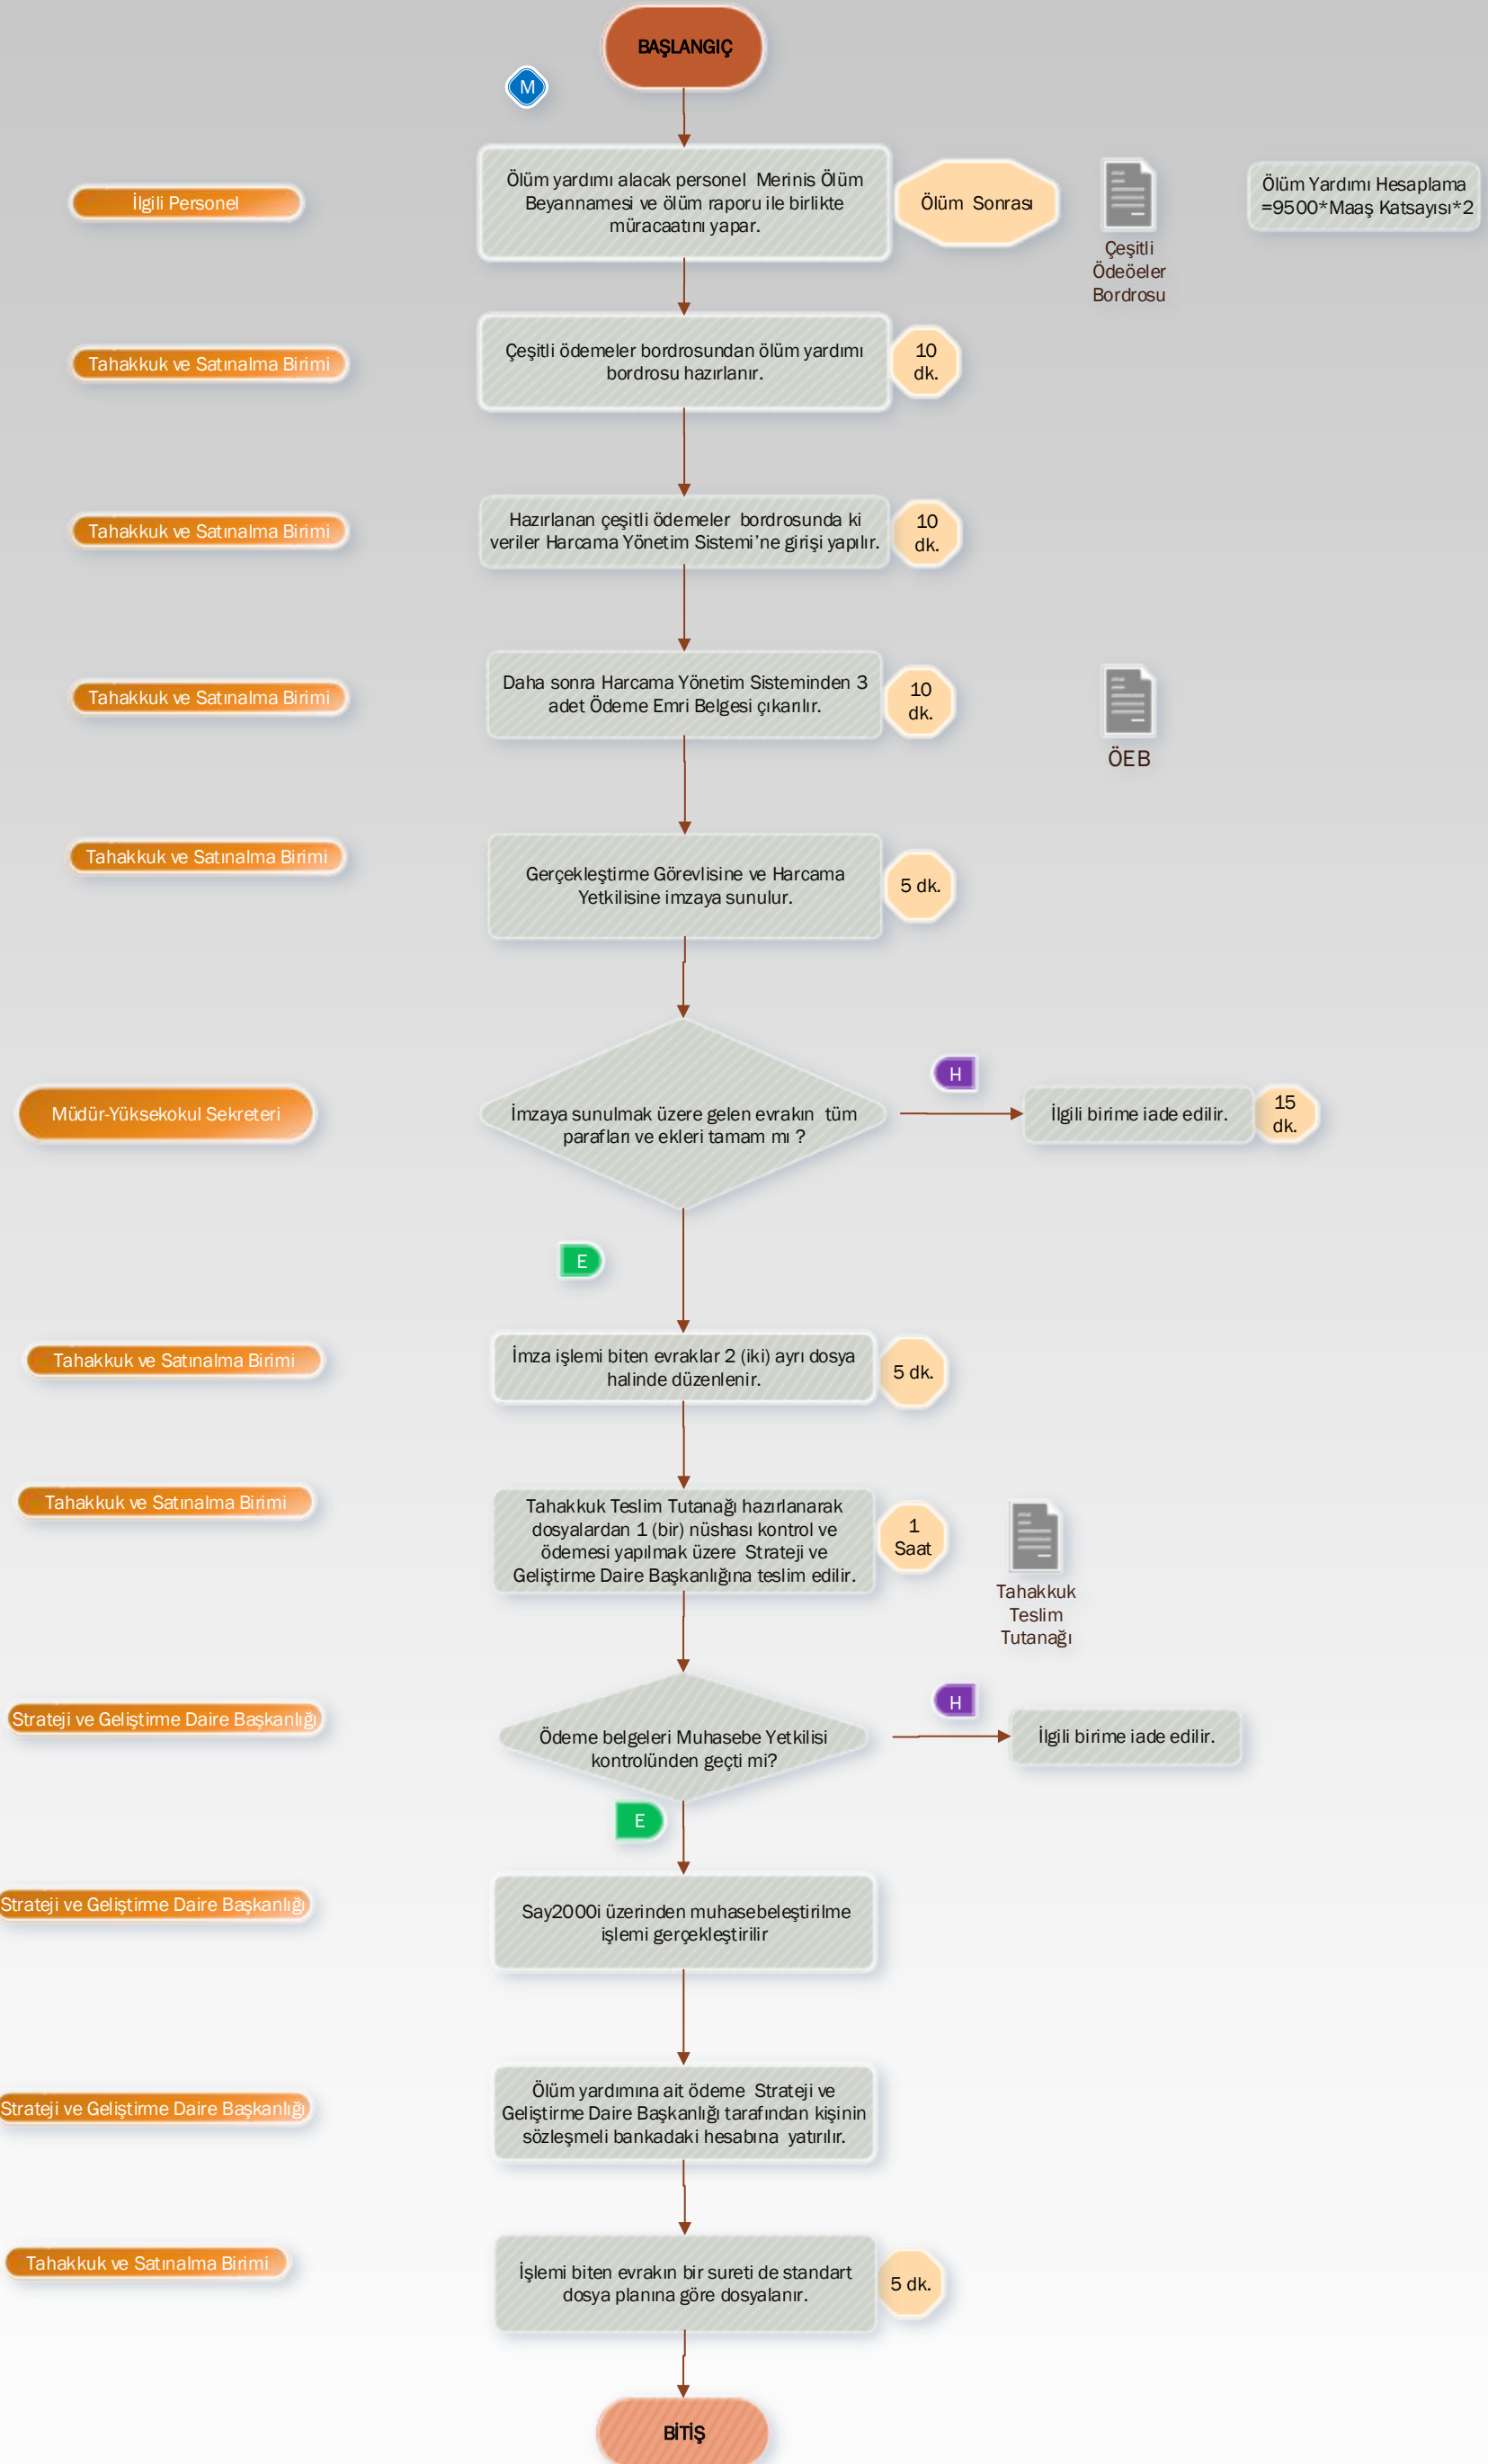 BAŞLANGIÇ
M
İlgili Personel
Ölüm yardımı alacak personel Merinis Ölüm
Beyannamesi ve ölüm raporu ile birlikte
müracaatını yapar.
Ölüm Sonrası
Çeşitli
Ödeöeler
Bordrosu
Ölüm Yardımı Hesaplama
=9500*Maaş Katsayısı*2
Tahakkuk ve Satınalma Birimi
Çeşitli ödemeler bordrosundan ölüm yardımı
bordrosu hazırlanır.
10
dk.
Tahakkuk ve Satınalma Birimi
Hazırlanan çeşitli ödemeler bordrosunda ki
veriler Harcama Yönetim Sistemi’ne girişi yapılır.
10
dk.
Tahakkuk ve Satınalma Birimi
Daha sonra Harcama Yönetim Sisteminden 3
adet Ödeme Emri Belgesi çıkarılır.
10
dk.
ÖEB
Tahakkuk ve Satınalma Birimi
Gerçekleştirme Görevlisine ve Harcama
Yetkilisine imzaya sunulur.
5 dk.
Müdür-Yüksekokul Sekreteri
İmzaya sunulmak üzere gelen evrakın tüm
parafları ve ekleri tamam mı ?
H
İlgili birime iade edilir.
15
dk.
E
Tahakkuk ve Satınalma Birimi
İmza işlemi biten evraklar 2 (iki) ayrı dosya
halinde düzenlenir.
5 dk.
Tahakkuk ve Satınalma Birimi
Tahakkuk Teslim Tutanağı hazırlanarak
dosyalardan 1 (bir) nüshası kontrol ve
ödemesi yapılmak üzere Strateji ve
Geliştirme Daire Başkanlığına teslim edilir.
1
Saat
Tahakkuk
Teslim
Tutanağı
Strateji ve Geliştirme Daire Başkanlığı
Ödeme belgeleri Muhasebe Yetkilisi
kontrolünden geçti mi?
H
İlgili birime iade edilir.
E
Strateji ve Geliştirme Daire Başkanlığı
Say2000i üzerinden muhasebeleştirilme
işlemi gerçekleştirilir
Strateji ve Geliştirme Daire Başkanlığı
Ölüm yardımına ait ödeme Strateji ve
Geliştirme Daire Başkanlığı tarafından kişinin
sözleşmeli bankadaki hesabına yatırılır.
Tahakkuk ve Satınalma Birimi
İşlemi biten evrakın bir sureti de standart
dosya planına göre dosyalanır.
5 dk.
BİTİŞ